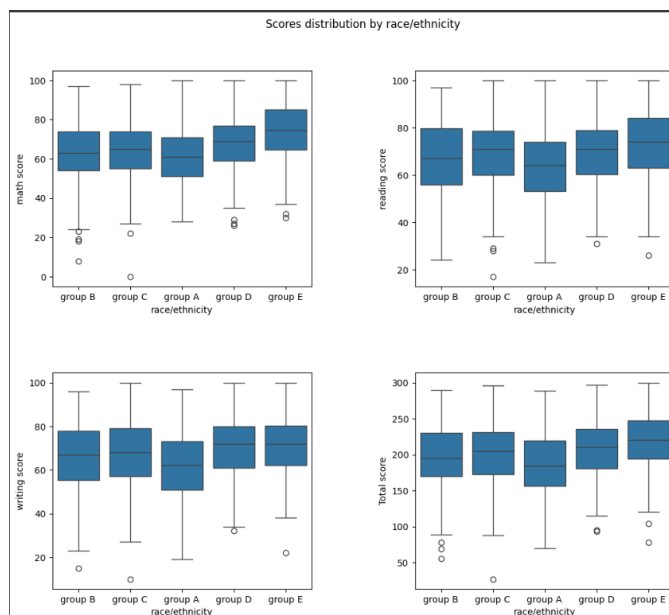 Scores distribution by race/ethnicity
100
80
60
40
20
0
math score
group B group C group A group D group E
race/ethnicity
100
80
60
40
20
reading score
group B group C group A group D group E
race/ethnicity
100
80
60
40
20
writing score
group B group C group A group D group E
race/ethnicity
300
250
200
150
100
50
Total score
group B group C group A group D group E
race/ethnicity